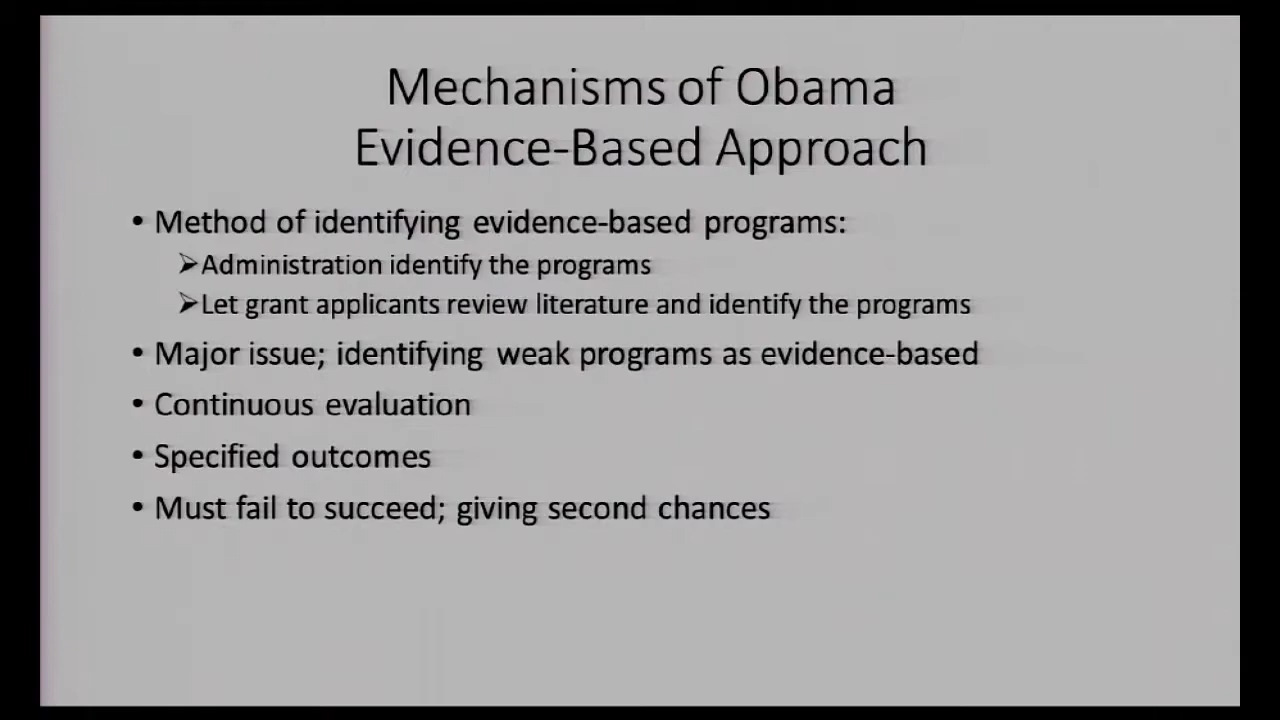 Mechanisms of Obama
Evidence-Based Approach
• Method of identifying evidence-based programs:
➢Administration identify the programs
➢Let grant applicants review literature and identify the programs
• Major issue; identifying weak programs as evidence-based
• Continuous evaluation
• Specified outcomes
• Must fail to succeed; giving second chances